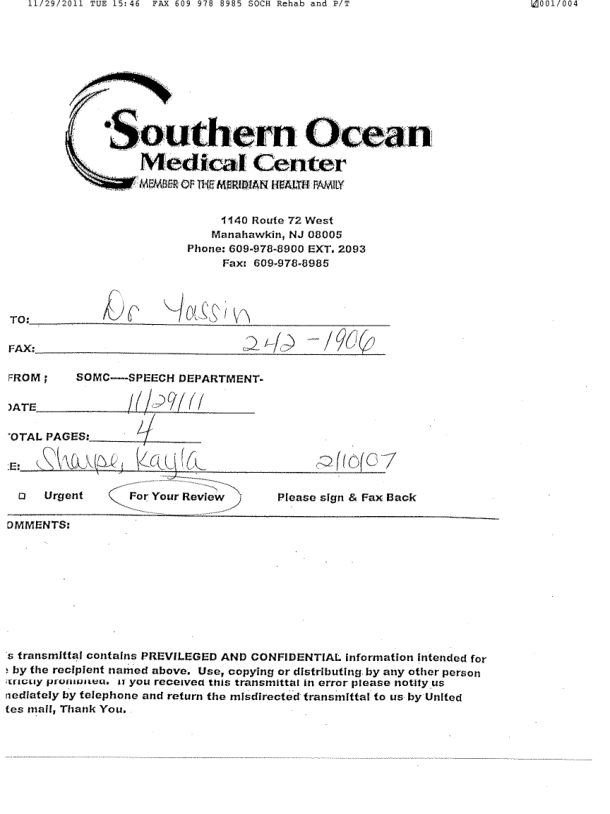 11/29/2011 TUE 15:46 FAX 609 978 8985 SOCH Rehab and P/T 001/004
Southern Ocean
Medical Center
MEMBER OF THE MERIDIAN HEALTH FAMILY
1140 Route 72 West
Manahawkin, NJ 08005
Phone: 609-978-8900 EXT. 2093
Fax: 609-978-8985
TO: Dr Yassin
FAX: 242-1906
FROM; SOMC----SPEECH DEPARTMENT-
DATE 11/29/11
OTAL PAGES: 4
E: Sharpe, Kayla 2/10/07
Urgent For Your Review Please sign & Fax Back
OMMENTS:
s transmittal contains PREVILEGED AND CONFIDENTIAL information intended for
by the recipient named above. Use, copying or distributing by any other person
trictly prohibited. If you received this transmittal in error please notify us
mediately by telephone and return the misdirected transmittal to us by United
tes mail, Thank You.